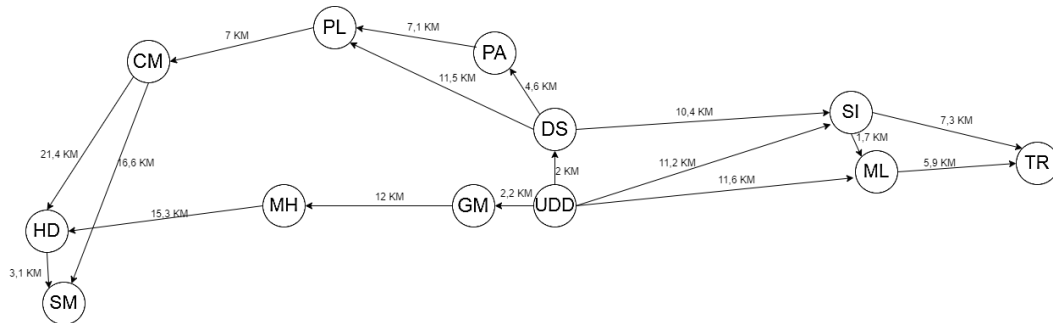 PL
7,1 KM
7 KM
PA
CM
11,5 KM
4,6 KM
DS
10,4 KM
SI
7,3 KM
1,7 KM
21,4 KM
16,6 KM
11,2 KM
TR
5,9 KM
ML
2 KM
11,6 KM
MH
12 KM
GM
2,2 KM
UDD
15,3 KM
HD
3,1 KM
SM